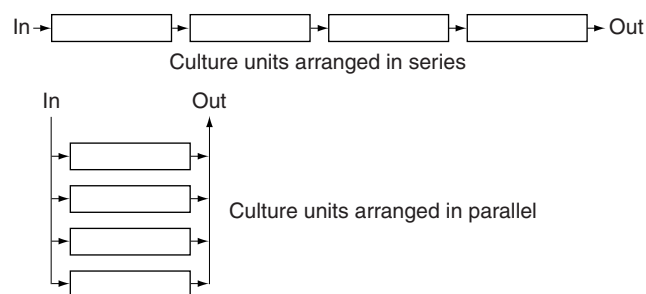 In Out
Culture units arranged in series
In Out
Culture units arranged in parallel